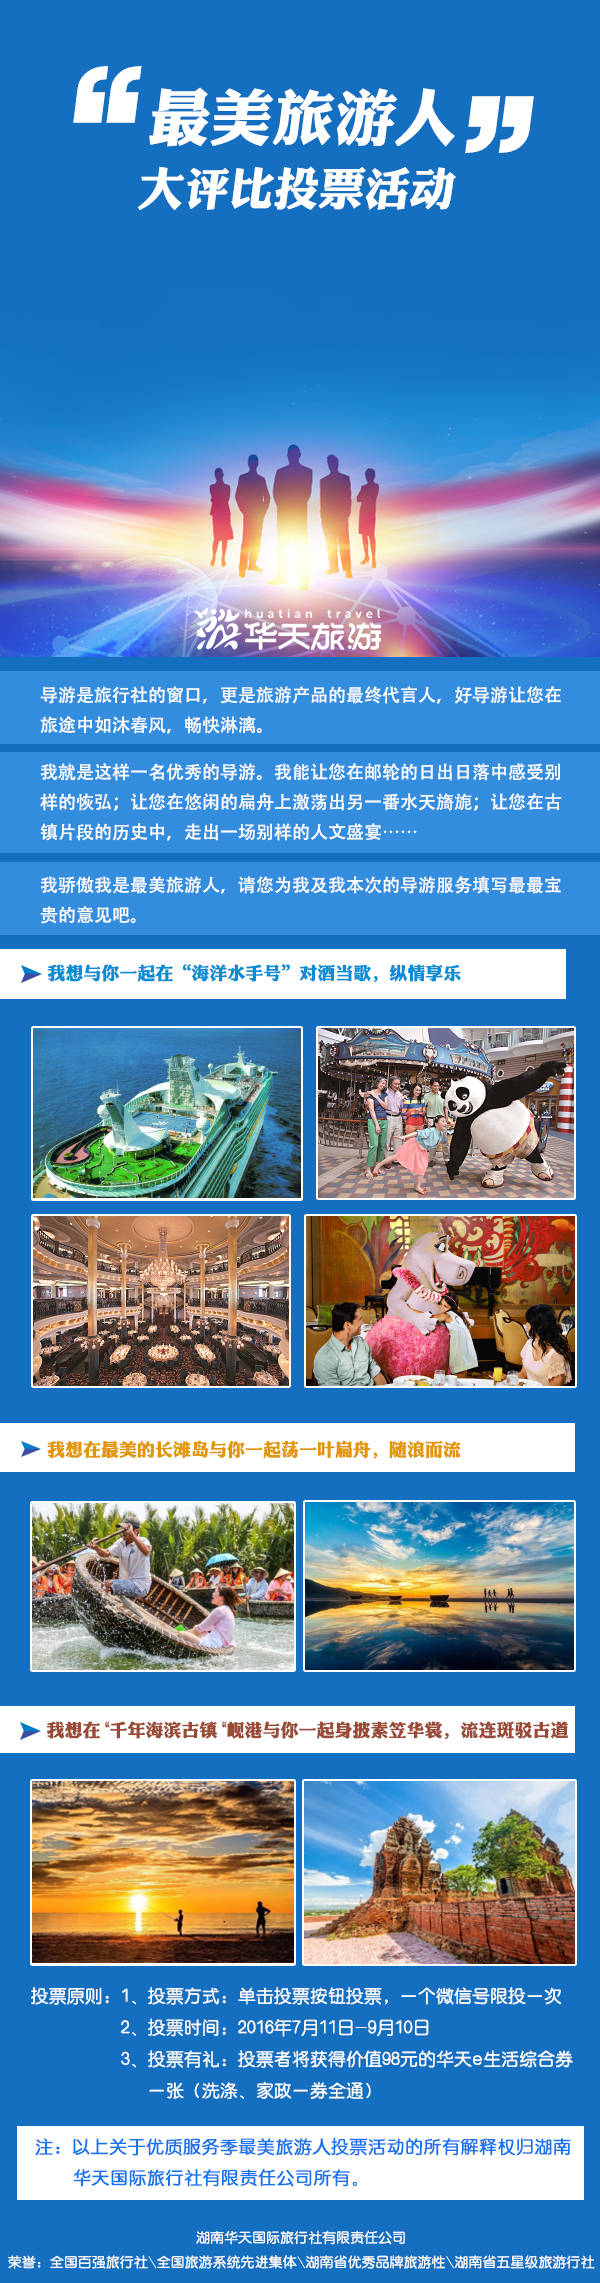 “最美旅游人”
大评比投票活动
huatian travel
华天旅游
导游是旅行社的窗口，更是旅游产品的最终代言人，好导游让您在
旅途中如沐春风，畅快淋漓。
我就是这样一名优秀的导游。我能让您在邮轮的日出日落中感受别
样的恢弘；让您在悠闲的扁舟上激荡出另一番水天旖旎；让您在古
镇片段的历史中，走出一场别样的人文盛宴……
我骄傲我是最美旅游人，请您为我及我本次的导游服务填写最最宝
贵的意见吧。
我想与你一起在“海洋水手号”对酒当歌，纵情享乐
我想在最美的长滩岛与你一起荡一叶扁舟，随浪而流
我想在“千年海滨古镇“岘港与你一起身披素笠华裳，流连斑驳古道
投票原则：1、投票方式：单击投票按钮投票，一个微信号限投一次
2、投票时间：2016年7月11日-9月10日
3、投票有礼：投票者将获得价值98元的华天e生活综合券
一张（洗涤、家政一券全通）
注：以上关于优质服务季最美旅游人投票活动的所有解释权归湖南
华天国际旅行社有限责任公司所有。
湖南华天国际旅行社有限责任公司
荣誉：全国百强旅行社\全国旅游系统先进集体\湖南省优秀品牌旅游性\湖南省五星级旅游行社